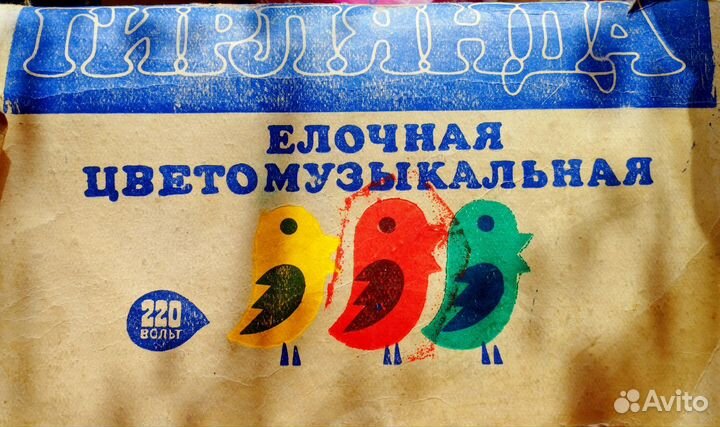 ГИРЛЯНДА
ЕЛОЧНАЯ
ЦВЕТОМУЗЫКАЛЬНАЯ
220
ВОЛЬТ
Avito